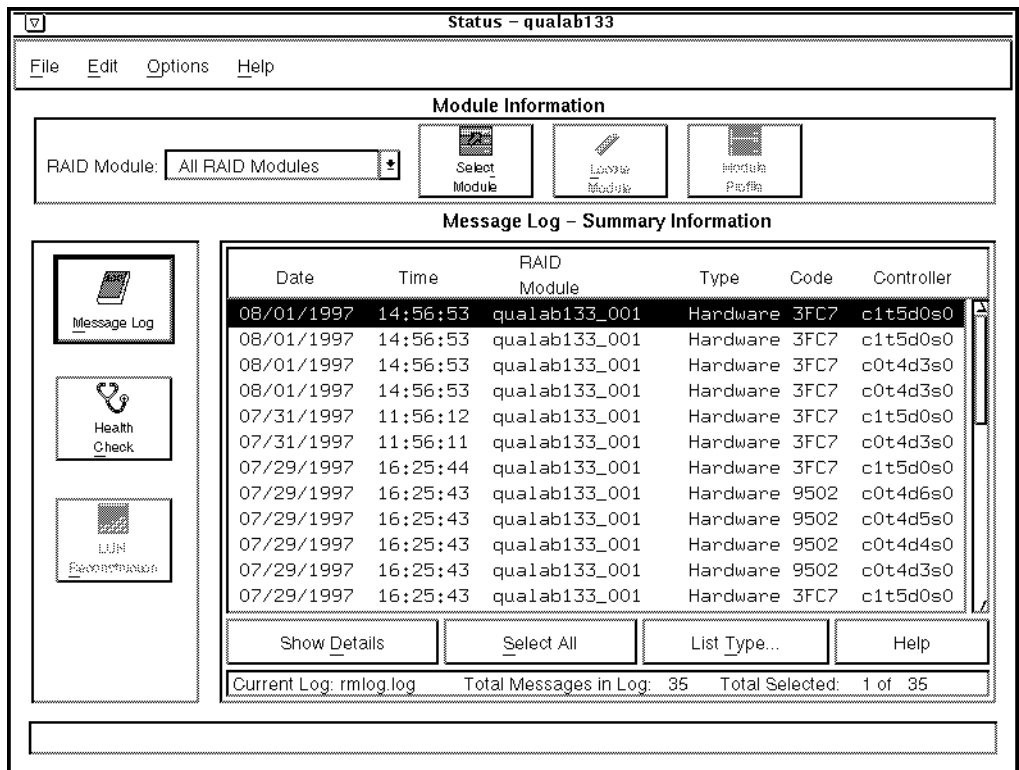 Status – qualab133
File Edit Options Help
Module Information
RAID Module: All RAID Modules
Select
Module
Locate
Module
Module
Profile
Message Log – Summary Information
Message Log
Health
Check
LUN
Reconstruction
Date Time RAID Module Type Code Controller
08/01/1997 14:56:53 qualab133_001 Hardware 3FC7 c1t5d0s0
08/01/1997 14:56:53 qualab133_001 Hardware 3FC7 c1t5d0s0
08/01/1997 14:56:53 qualab133_001 Hardware 3FC7 c0t4d3s0
08/01/1997 14:56:53 qualab133_001 Hardware 3FC7 c0t4d3s0
07/31/1997 11:56:12 qualab133_001 Hardware 3FC7 c1t5d0s0
07/31/1997 11:56:11 qualab133_001 Hardware 3FC7 c0t4d3s0
07/29/1997 16:25:44 qualab133_001 Hardware 3FC7 c1t5d0s0
07/29/1997 16:25:43 qualab133_001 Hardware 9502 c0t4d6s0
07/29/1997 16:25:43 qualab133_001 Hardware 9502 c0t4d5s0
07/29/1997 16:25:43 qualab133_001 Hardware 9502 c0t4d4s0
07/29/1997 16:25:43 qualab133_001 Hardware 9502 c0t4d3s0
07/29/1997 16:25:43 qualab133_001 Hardware 3FC7 c1t5d0s0
Show Details Select All List Type... Help
Current Log: rmlog.log Total Messages in Log: 35 Total Selected: 1 of 35